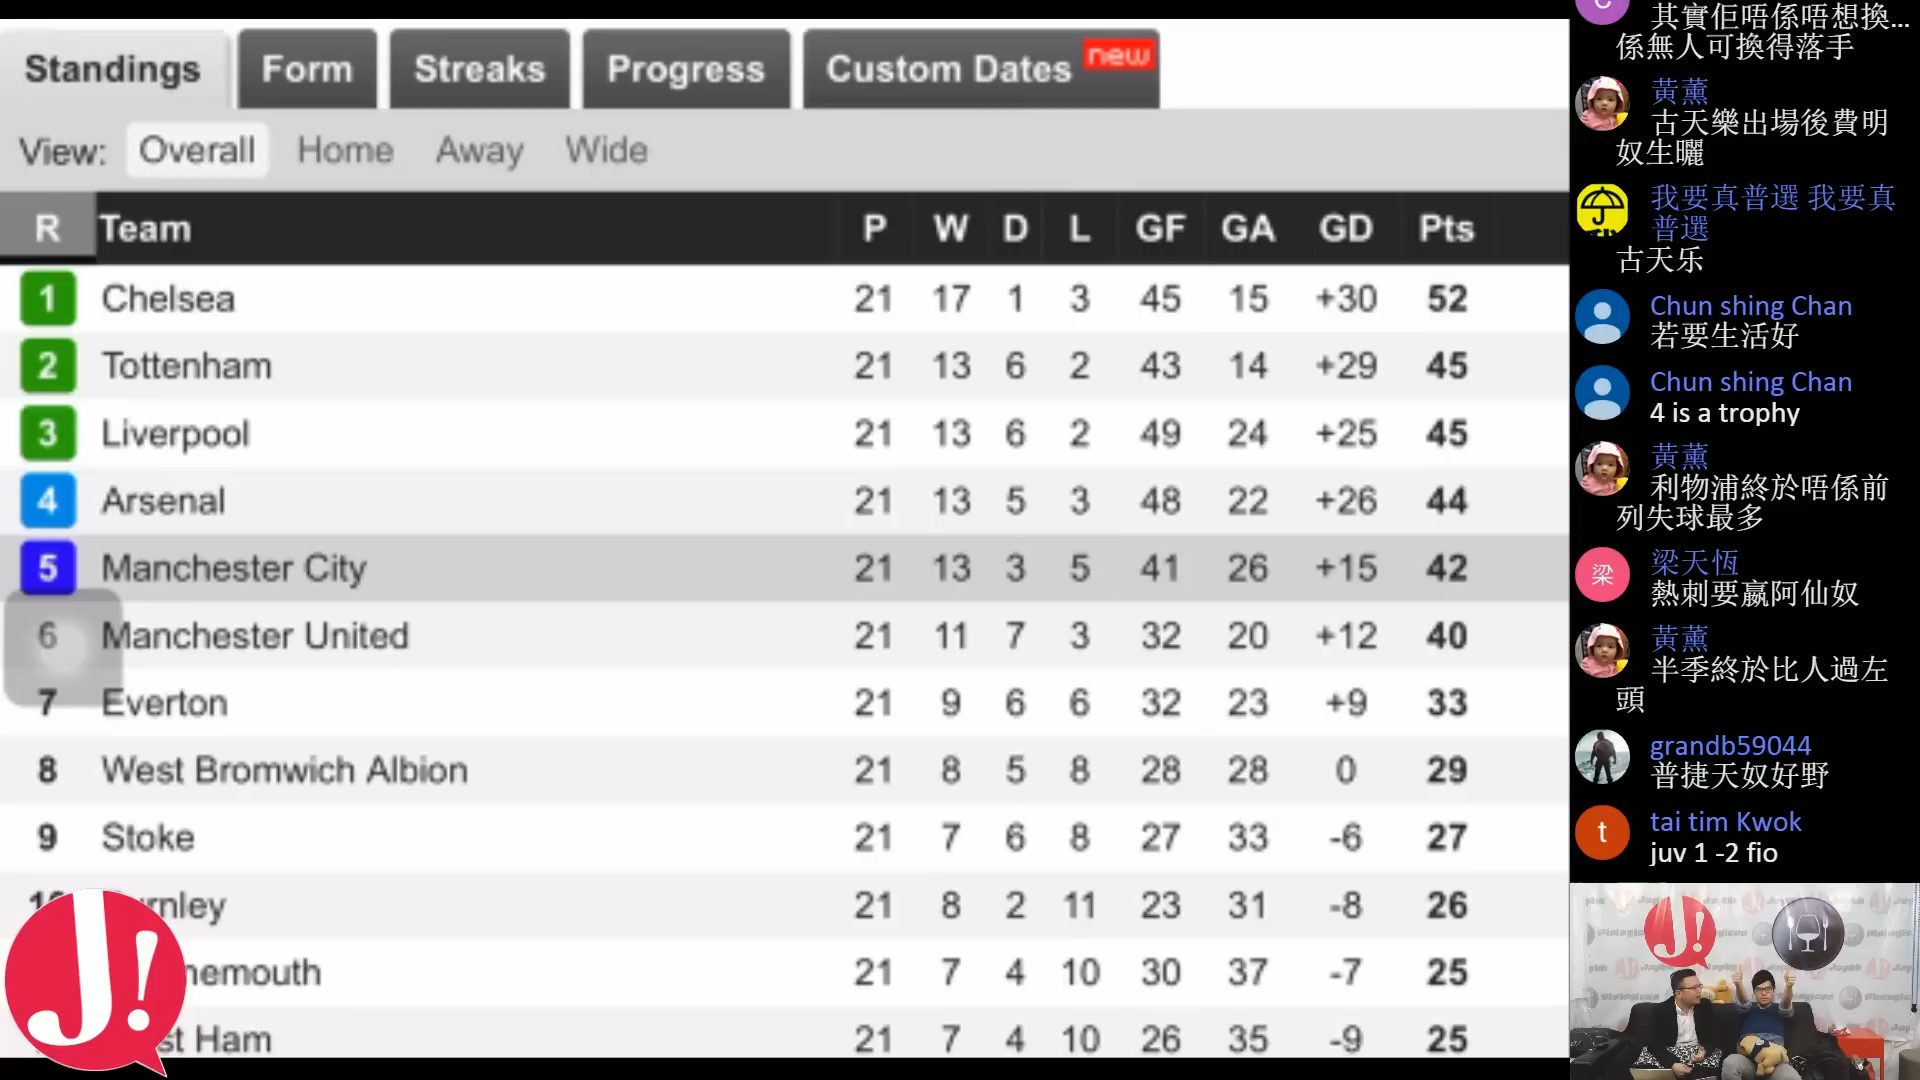 Standings Form Streaks Progress Custom Dates new
View: Overall Home Away Wide
R Team P W D L GF GA GD Pts
1 Chelsea 21 17 1 3 45 15 +30 52
2 Tottenham 21 13 6 2 43 14 +29 45
3 Liverpool 21 13 6 2 49 24 +25 45
4 Arsenal 21 13 5 3 48 22 +26 44
5 Manchester City 21 13 3 5 41 26 +15 42
6 Manchester United 21 11 7 3 32 20 +12 40
7 Everton 21 9 6 6 32 23 +9 33
8 West Bromwich Albion 21 8 5 8 28 28 0 29
9 Stoke 21 7 6 8 27 33 -6 27
rnley 21 8 2 11 23 31 -8 26
nemouth 21 7 4 10 30 37 -7 25
st Ham 21 7 4 10 26 35 -9 25
J!
其實佢唔係唔想換...
係無人可換得落手
黃薰
古天樂出場後費明
奴生曬
我要真普選 我要真
普選
古天乐
Chun shing Chan
若要生活好
Chun shing Chan
4 is a trophy
黃薰
利物浦終於唔係前
列失球最多
梁
梁天恆
熱刺要贏阿仙奴
黃薰
半季終於比人過左
頭
grandb59044
普捷天奴好野
t
tai tim Kwok
juv 1 -2 fio
J!